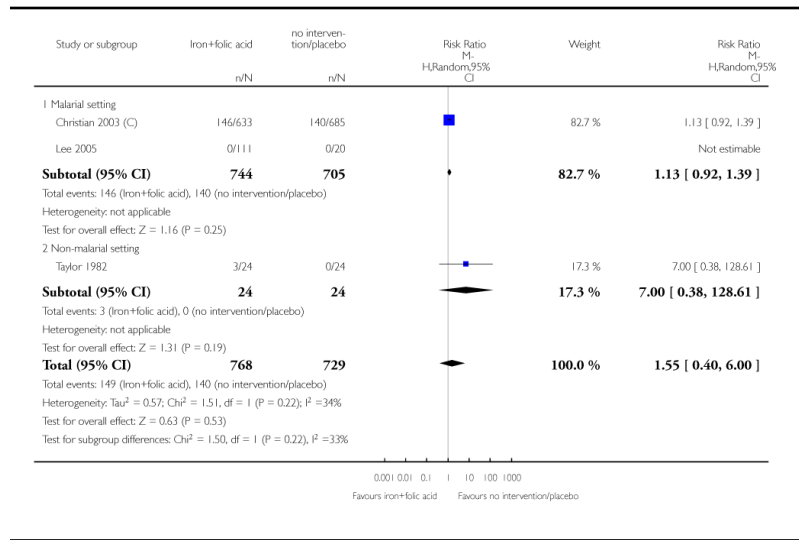 Study or subgroup Iron+folic acid no interven-tion/placebo Risk Ratio Weight Risk Ratio
M-H,Random,95% CI M-H,Random,95% CI
n/N n/N
1 Malarial setting
Christian 2003 (C) 146/633 140/685 82.7 % 1.13 [ 0.92, 1.39 ]
Lee 2005 0/111 0/20 Not estimable
Subtotal (95% CI) 744 705 82.7 % 1.13 [ 0.92, 1.39 ]
Total events: 146 (Iron+folic acid), 140 (no intervention/placebo)
Heterogeneity: not applicable
Test for overall effect: Z = 1.16 (P = 0.25)
2 Non-malarial setting
Taylor 1982 3/24 0/24 17.3 % 7.00 [ 0.38, 128.61 ]
Subtotal (95% CI) 24 24 17.3 % 7.00 [ 0.38, 128.61 ]
Total events: 3 (Iron+folic acid), 0 (no intervention/placebo)
Heterogeneity: not applicable
Test for overall effect: Z = 1.31 (P = 0.19)
Total (95% CI) 768 729 100.0 % 1.55 [ 0.40, 6.00 ]
Total events: 149 (Iron+folic acid), 140 (no intervention/placebo)
Heterogeneity: Tau² = 0.57; Chi² = 1.51, df = 1 (P = 0.22); I² =34%
Test for overall effect: Z = 0.63 (P = 0.53)
Test for subgroup differences: Chi² = 1.50, df = 1 (P = 0.22), I² =33%
0.001 0.01 0.1 1 10 100 1000
Favours iron+folic acid Favours no intervention/placebo